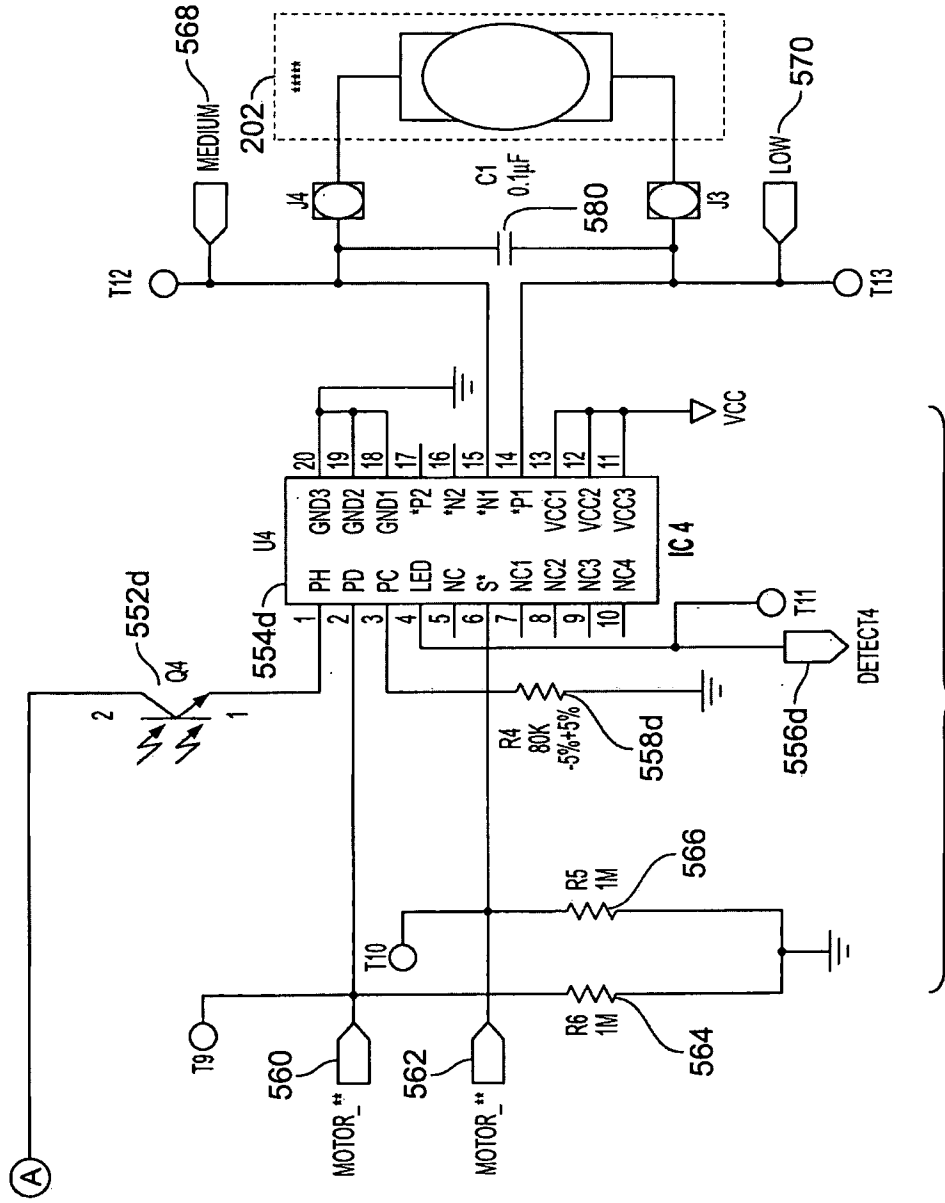 568
MEDIUM
202
*****
T12
J4
C1
0.1µF
580
J3
LOW
570
T13
A
2
Q4
552d
1
554d
U4
1 PH GND3 20
2 PD GND2 19
3 PC GND1 18
4 LED *P2 17
5 NC *N2 16
6 S* *N1 15
7 NC1 *P1 14
8 NC2 VCC1 13
9 NC3 VCC2 12
10 NC4 VCC3 11
IC 4
VCC
T11
DETECT4
556d
R4
80K
-5%+5%
558d
T9
T10
560
MOTOR_**
562
MOTOR_**
R5
1M
566
R6
1M
564